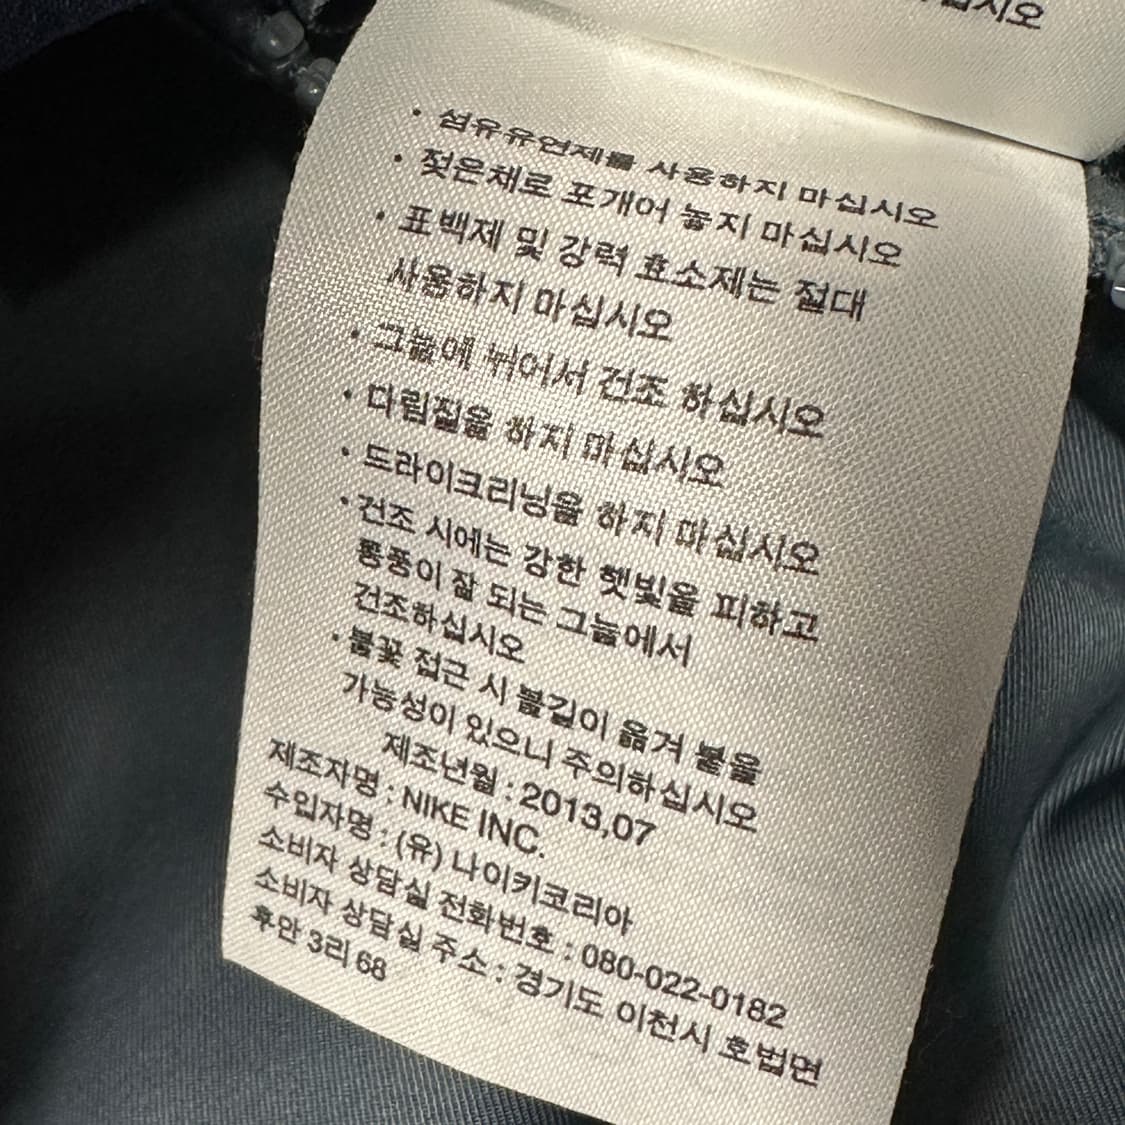 십시오
· 섬유유연제를 사용하지 마십시오
· 젖은채로 포개어 놓지 마십시오
· 표백제 및 강력 효소제는 절대
사용하지 마십시오
· 그늘에 뉘어서 건조 하십시오
· 다림질을 하지 마십시오
· 드라이크리닝을 하지 마십시오
· 건조 시에는 강한 햇빛을 피하고
통풍이 잘 되는 그늘에서
건조하십시오
· 불꽃 접근 시 불길이 옮겨 붙을
가능성이 있으니 주의하십시오
제조년월 : 2013,07
제조자명 : NIKE INC.
수입자명 : (유) 나이키코리아
소비자 상담실 전화번호 : 080-022-0182
소비자 상담실 주소 : 경기도 이천시 호법면
후안 3리 68